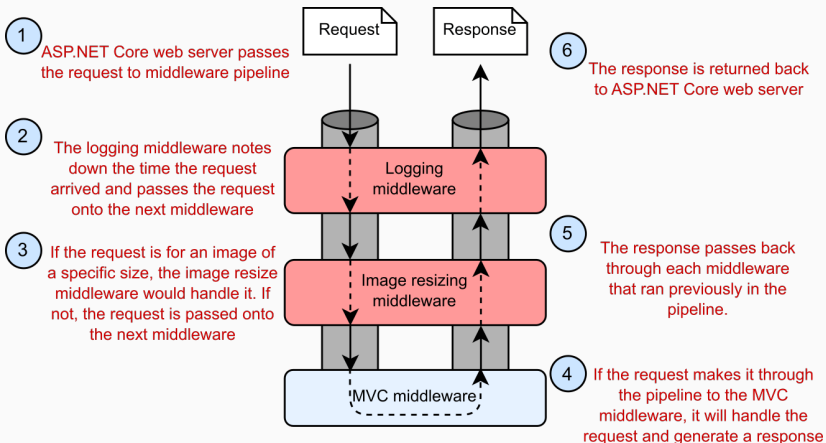 Request
Response
1
ASP.NET Core web server passes
the request to middleware pipeline
6
The response is returned back
to ASP.NET Core web server
2
The logging middleware notes
down the time the request
arrived and passes the request
onto the next middleware
Logging
middleware
3
If the request is for an image of
a specific size, the image resize
middleware would handle it. If
not, the request is passed onto
the next middleware
Image resizing
middleware
5
The response passes back
through each middleware
that ran previously in the
pipeline.
MVC middleware
4
If the request makes it through
the pipeline to the MVC
middleware, it will handle the
request and generate a response